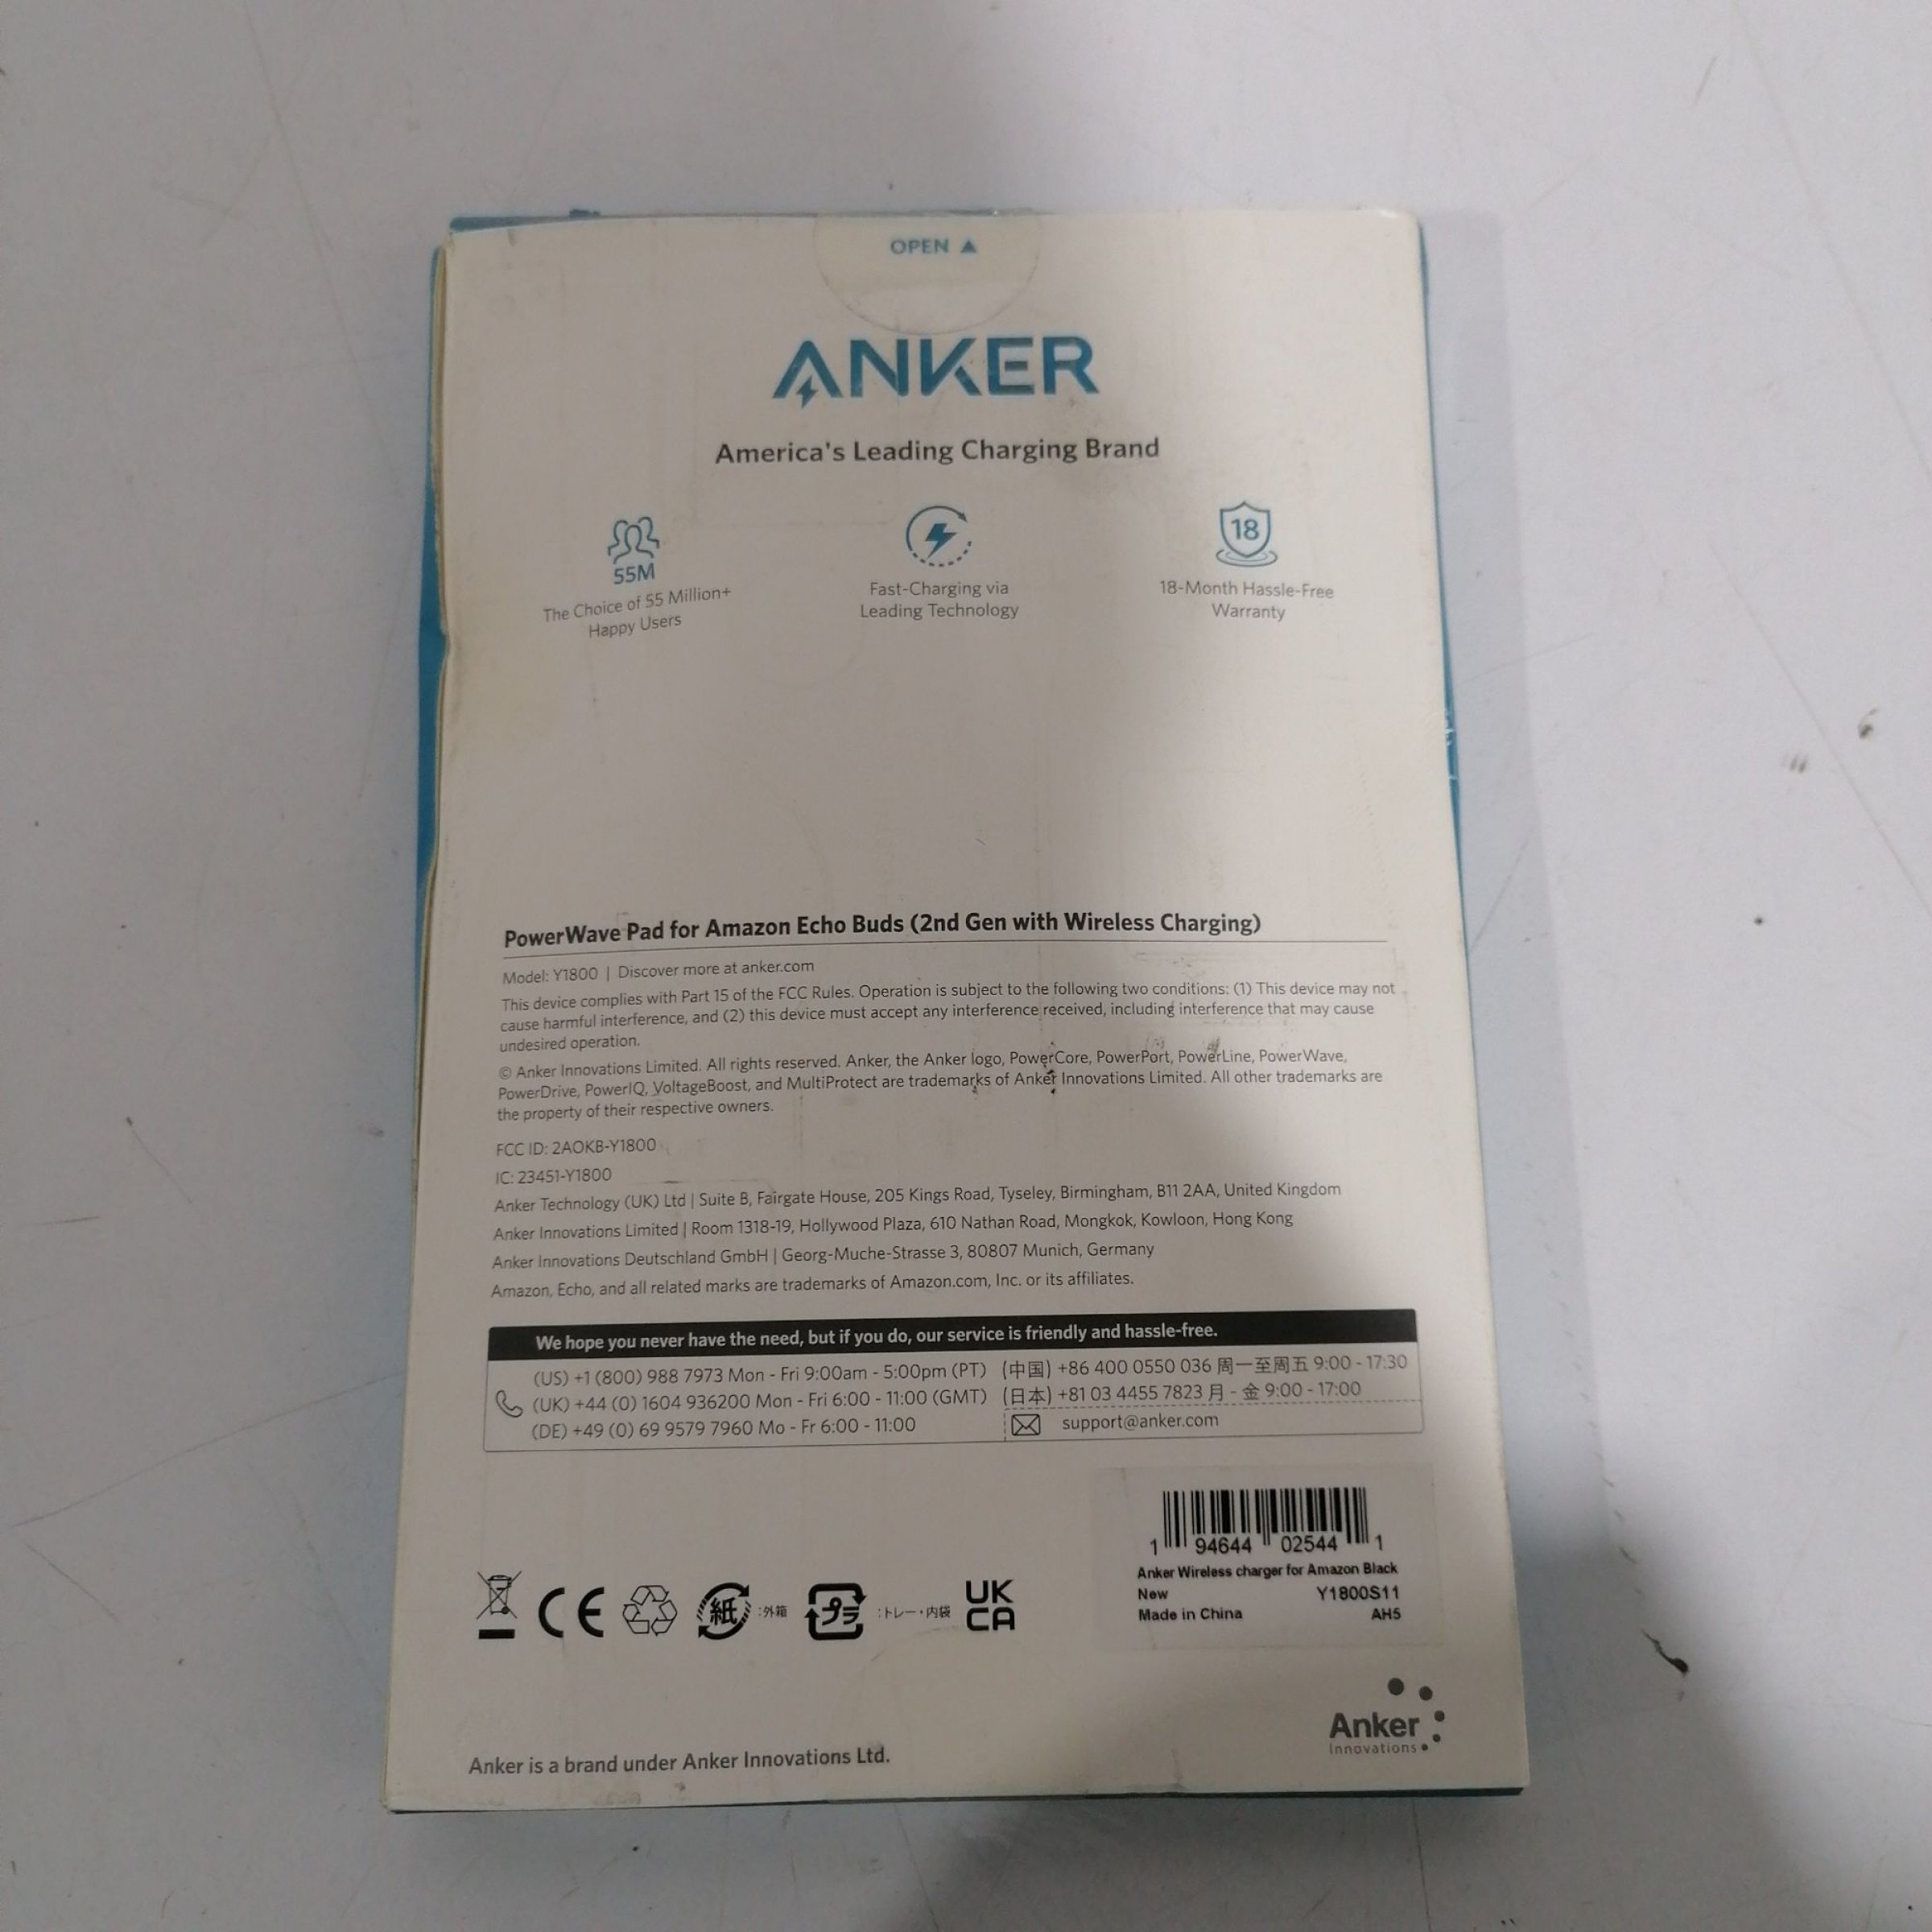 OPEN ▲
ANKER
America's Leading Charging Brand
55M
The Choice of 55 Million+
Happy Users
Fast-Charging via
Leading Technology
18
18-Month Hassle-Free
Warranty
PowerWave Pad for Amazon Echo Buds (2nd Gen with Wireless Charging)
Model: Y1800 | Discover more at anker.com
This device complies with Part 15 of the FCC Rules. Operation is subject to the following two conditions: (1) This device may not
cause harmful interference, and (2) this device must accept any interference received, including interference that may cause
undesired operation.
© Anker Innovations Limited. All rights reserved. Anker, the Anker logo, PowerCore, PowerPort, PowerLine, PowerWave,
PowerDrive, PowerIQ, VoltageBoost, and MultiProtect are trademarks of Anker Innovations Limited. All other trademarks are
the property of their respective owners.
FCC ID: 2AOKB-Y1800
IC: 23451-Y1800
Anker Technology (UK) Ltd | Suite B, Fairgate House, 205 Kings Road, Tyseley, Birmingham, B11 2AA, United Kingdom
Anker Innovations Limited | Room 1318-19, Hollywood Plaza, 610 Nathan Road, Mongkok, Kowloon, Hong Kong
Anker Innovations Deutschland GmbH | Georg-Muche-Strasse 3, 80807 Munich, Germany
Amazon, Echo, and all related marks are trademarks of Amazon.com, Inc. or its affiliates.
We hope you never have the need, but if you do, our service is friendly and hassle-free.
(US) +1 (800) 988 7973 Mon - Fri 9:00am - 5:00pm (PT)
(UK) +44 (0) 1604 936200 Mon - Fri 6:00 - 11:00 (GMT)
(DE) +49 (0) 69 9579 7960 Mo - Fr 6:00 - 11:00
(中国) +86 400 0550 036 周一至周五 9:00 - 17:30
(日本) +81 03 4455 7823 月 - 金 9:00 - 17:00
support@anker.com
1 94644 02544 1
Anker Wireless charger for Amazon Black
New Y1800S11
Made in China AH5
CE
紙 :外箱
プラ :トレー・内袋
UK
CA
Anker
Innovations
Anker is a brand under Anker Innovations Ltd.